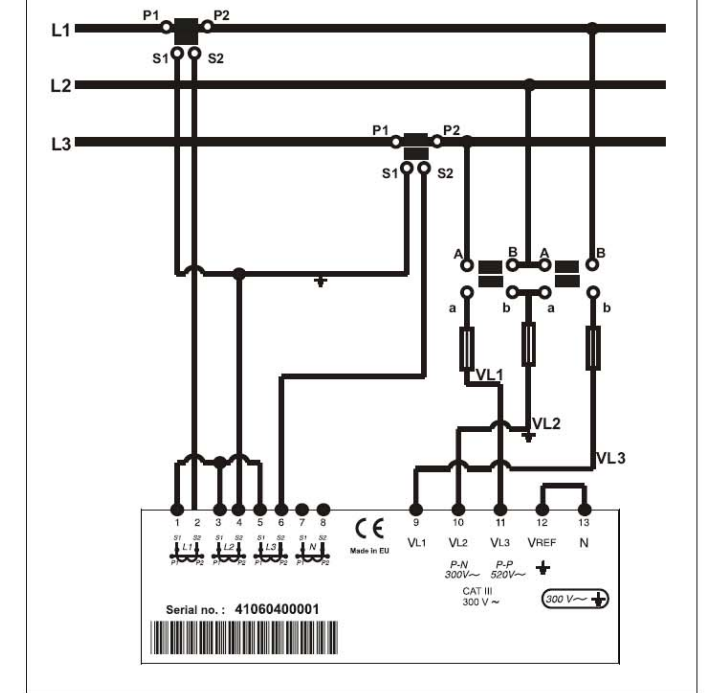 P1 P2
L1
S1 S2
L2
P1 P2
L3
S1 S2
A B A B
a b a b
VL1
VL2
VL3
1 2 3 4 5 6 7 8 9 10 11 12 13
S1 S2 S1 S2 S1 S2 S1 S2
L1 L2 L3 N
P1 P2 P1 P2 P1 P2 P1 P2
CE
Made in EU
VL1 VL2 VL3 VREF N
P-N P-P
300V~ 520V~
CAT III
300 V ~
300 V~
Serial no. : 41060400001